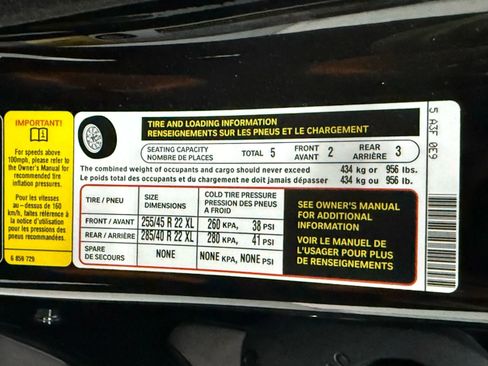 IMPORTANT!
For speeds above
100mph, please refer to
the Owner's Manual for
recommended tire
inflation pressures.
Pour les vitesses
au - dessus de 160
km/h, faites référence à
la notice d'utilisation
pour les pressions des
pneus recommandées.
6 859 729
TIRE AND LOADING INFORMATION
RENSEIGNEMENTS SUR LES PNEUS ET LE CHARGEMENT
SEATING CAPACITY
NOMBRE DE PLACES
TOTAL 5
FRONT
AVANT 2
REAR
ARRIÈRE 3
The combined weight of occupants and cargo should never exceed 434 kg or 956 lbs.
Le poids total des occupants et du chargement ne doit jamais dépasser 434 kg ou 956 lb.
TIRE / PNEU
SIZE
DIMENSIONS
COLD TIRE PRESSURE
PRESSION DES PNEUS
A FROID
FRONT / AVANT 255/45 R 22 XL 260 KPA, 38 PSI
REAR / ARRIÈRE 285/40 R 22 XL 280 KPA, 41 PSI
SPARE
DE SECOURS
NONE NONE KPA, NONE PSI
SEE OWNER'S MANUAL
FOR ADDITIONAL
INFORMATION
VOIR LE MANUEL DE
L'USAGER POUR PLUS
DE RENSEIGNEMENTS
5 A3F 0E9